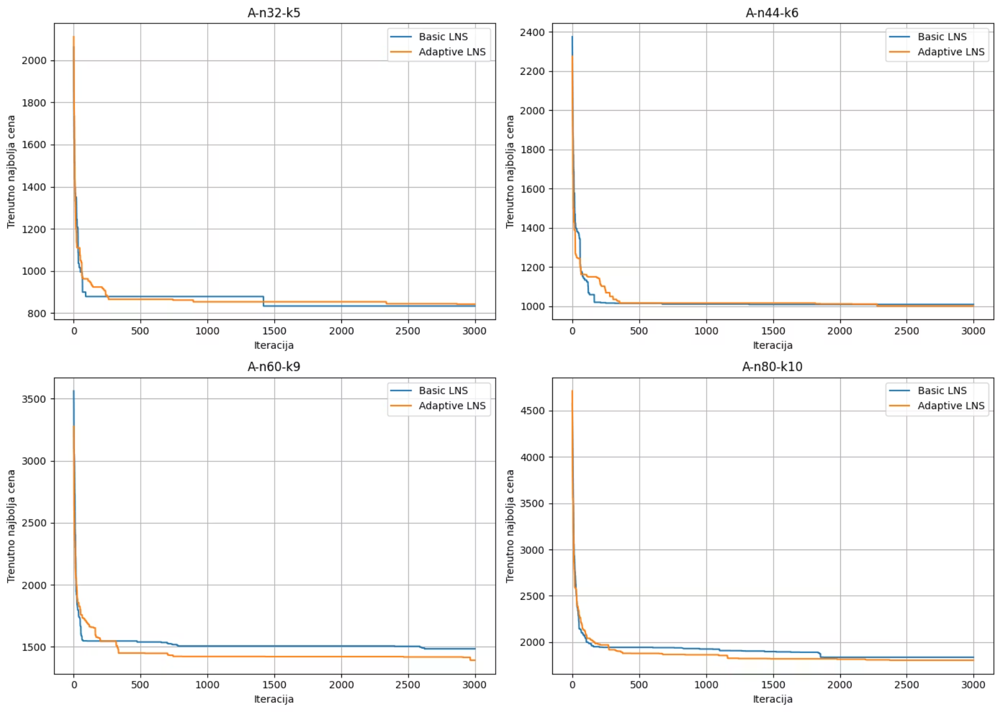 A-n32-k5
Basic LNS
Adaptive LNS
Trenutno najbolja cena
2000
1800
1600
1400
1200
1000
800
0 500 1000 1500 2000 2500 3000
Iteracija
A-n44-k6
Basic LNS
Adaptive LNS
Trenutno najbolja cena
2400
2200
2000
1800
1600
1400
1200
1000
0 500 1000 1500 2000 2500 3000
Iteracija
A-n60-k9
Basic LNS
Adaptive LNS
Trenutno najbolja cena
3500
3000
2500
2000
1500
0 500 1000 1500 2000 2500 3000
Iteracija
A-n80-k10
Basic LNS
Adaptive LNS
Trenutno najbolja cena
4500
4000
3500
3000
2500
2000
0 500 1000 1500 2000 2500 3000
Iteracija